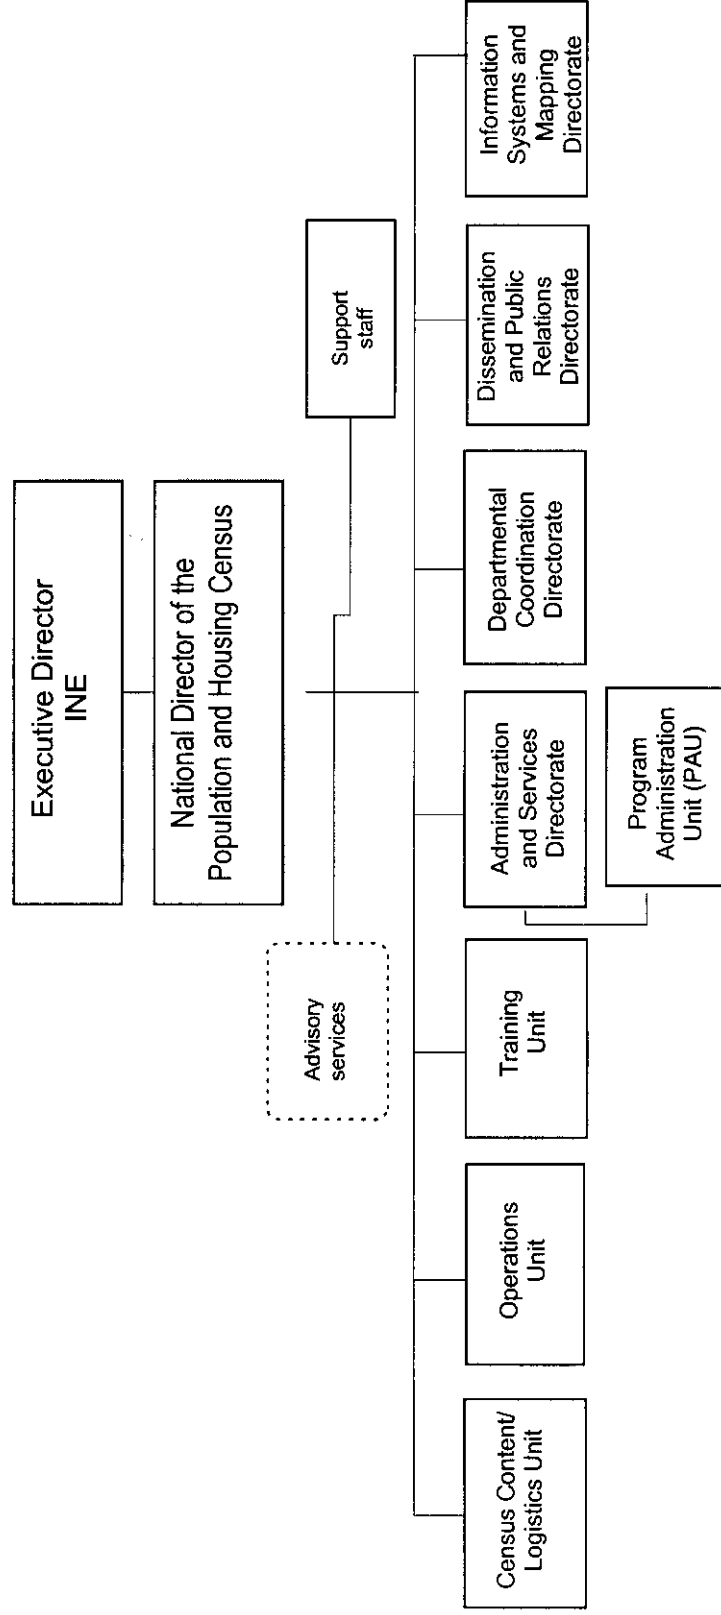 Executive Director
INE
National Director of the
Population and Housing Census
Advisory
services
Support
staff
Census Content/
Logistics Unit
Operations
Unit
Training
Unit
Administration
and Services
Directorate
Departmental
Coordination
Directorate
Dissemination
and Public
Relations
Directorate
Information
Systems and
Mapping
Directorate
Program
Administration
Unit (PAU)